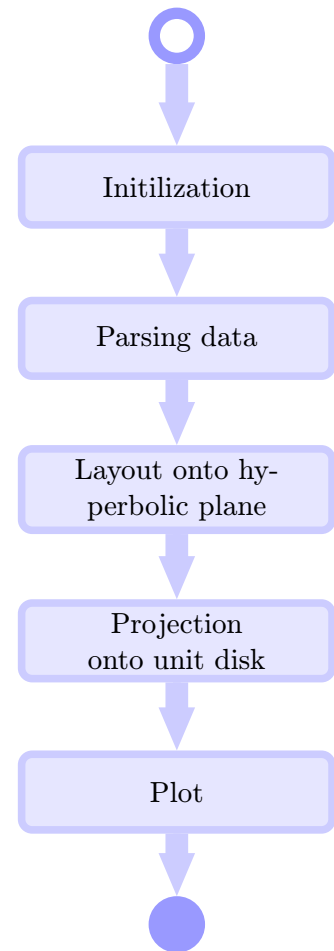 Initilization
Parsing data
Layout onto hy-
perbolic plane
Projection
onto unit disk
Plot